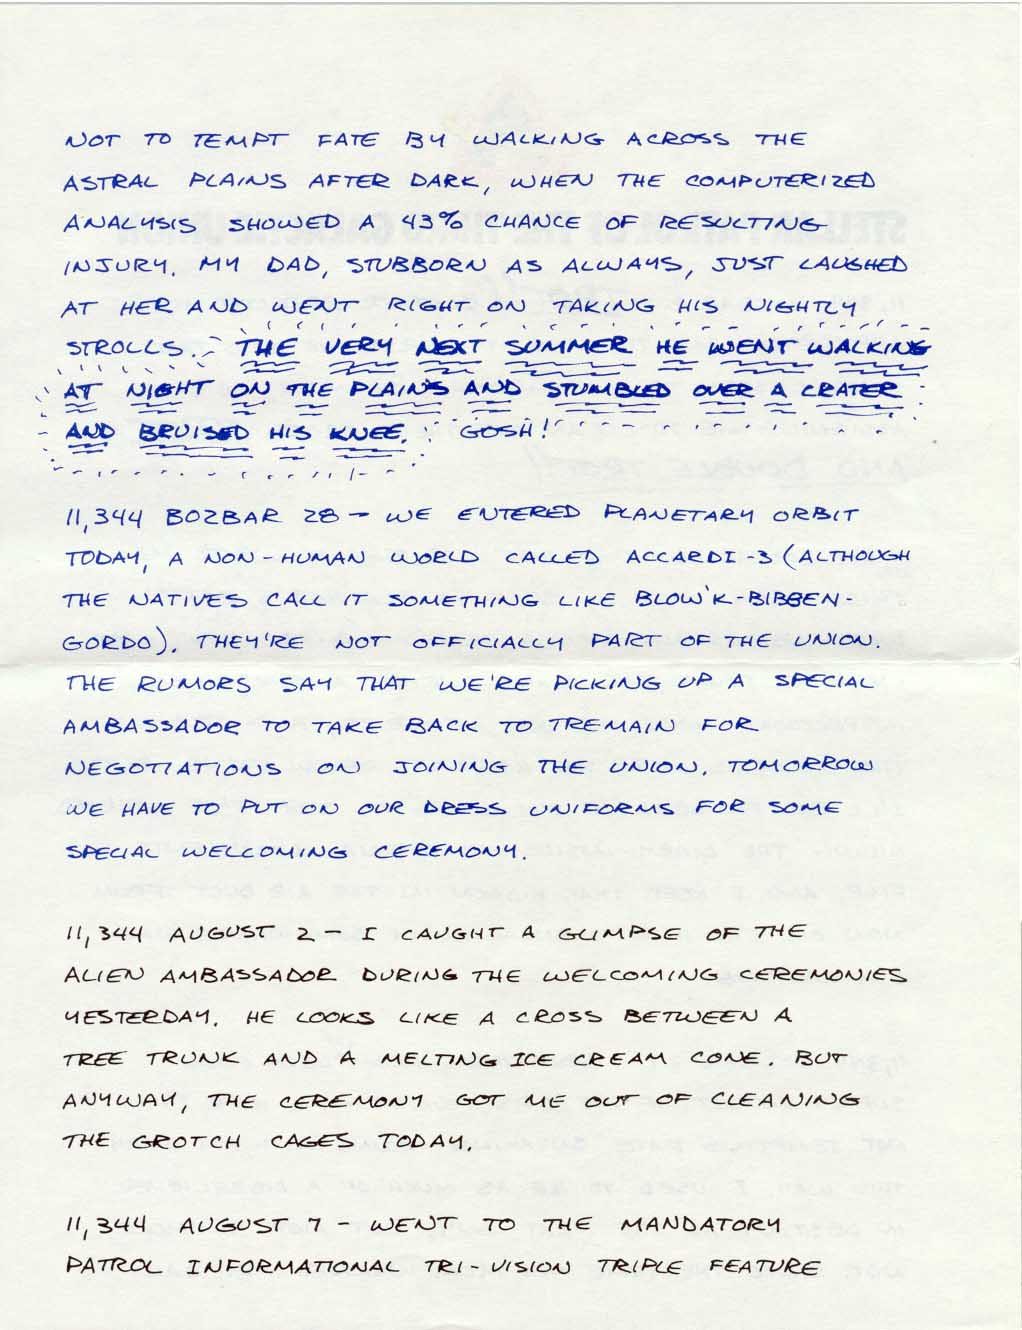 NOT TO TEMPT FATE BY WALKING ACROSS THE
ASTRAL PLAINS AFTER DARK, WHEN THE COMPUTERIZED
ANALYSIS SHOWED A 43% CHANCE OF RESULTING
INJURY. MY DAD, STUBBORN AS ALWAYS, JUST LAUGHED
AT HER AND WENT RIGHT ON TAKING HIS NIGHTLY
STROLLS. THE VERY NEXT SUMMER HE WENT WALKING
AT NIGHT ON THE PLAINS AND STUMBLED OVER A CRATER
AND BRUISED HIS KNEE. GOSH!
11,344 BOZBAR 28 - WE ENTERED PLANETARY ORBIT
TODAY, A NON-HUMAN WORLD CALLED ACCARDI-3 (ALTHOUGH
THE NATIVES CALL IT SOMETHING LIKE BLOW'K-BIBBEN-
GORDO). THEY'RE NOT OFFICIALLY PART OF THE UNION.
THE RUMORS SAY THAT WE'RE PICKING UP A SPECIAL
AMBASSADOR TO TAKE BACK TO TREMAIN FOR
NEGOTIATIONS ON JOINING THE UNION. TOMORROW
WE HAVE TO PUT ON OUR DRESS UNIFORMS FOR SOME
SPECIAL WELCOMING CEREMONY.
11,344 AUGUST 2 - I CAUGHT A GLIMPSE OF THE
ALIEN AMBASSADOR DURING THE WELCOMING CEREMONIES
YESTERDAY. HE LOOKS LIKE A CROSS BETWEEN A
TREE TRUNK AND A MELTING ICE CREAM CONE. BUT
ANYWAY, THE CEREMONY GOT ME OUT OF CLEANING
THE GROTCH CAGES TODAY.
11,344 AUGUST 7 - WENT TO THE MANDATORY
PATROL INFORMATIONAL TRI-VISION TRIPLE FEATURE